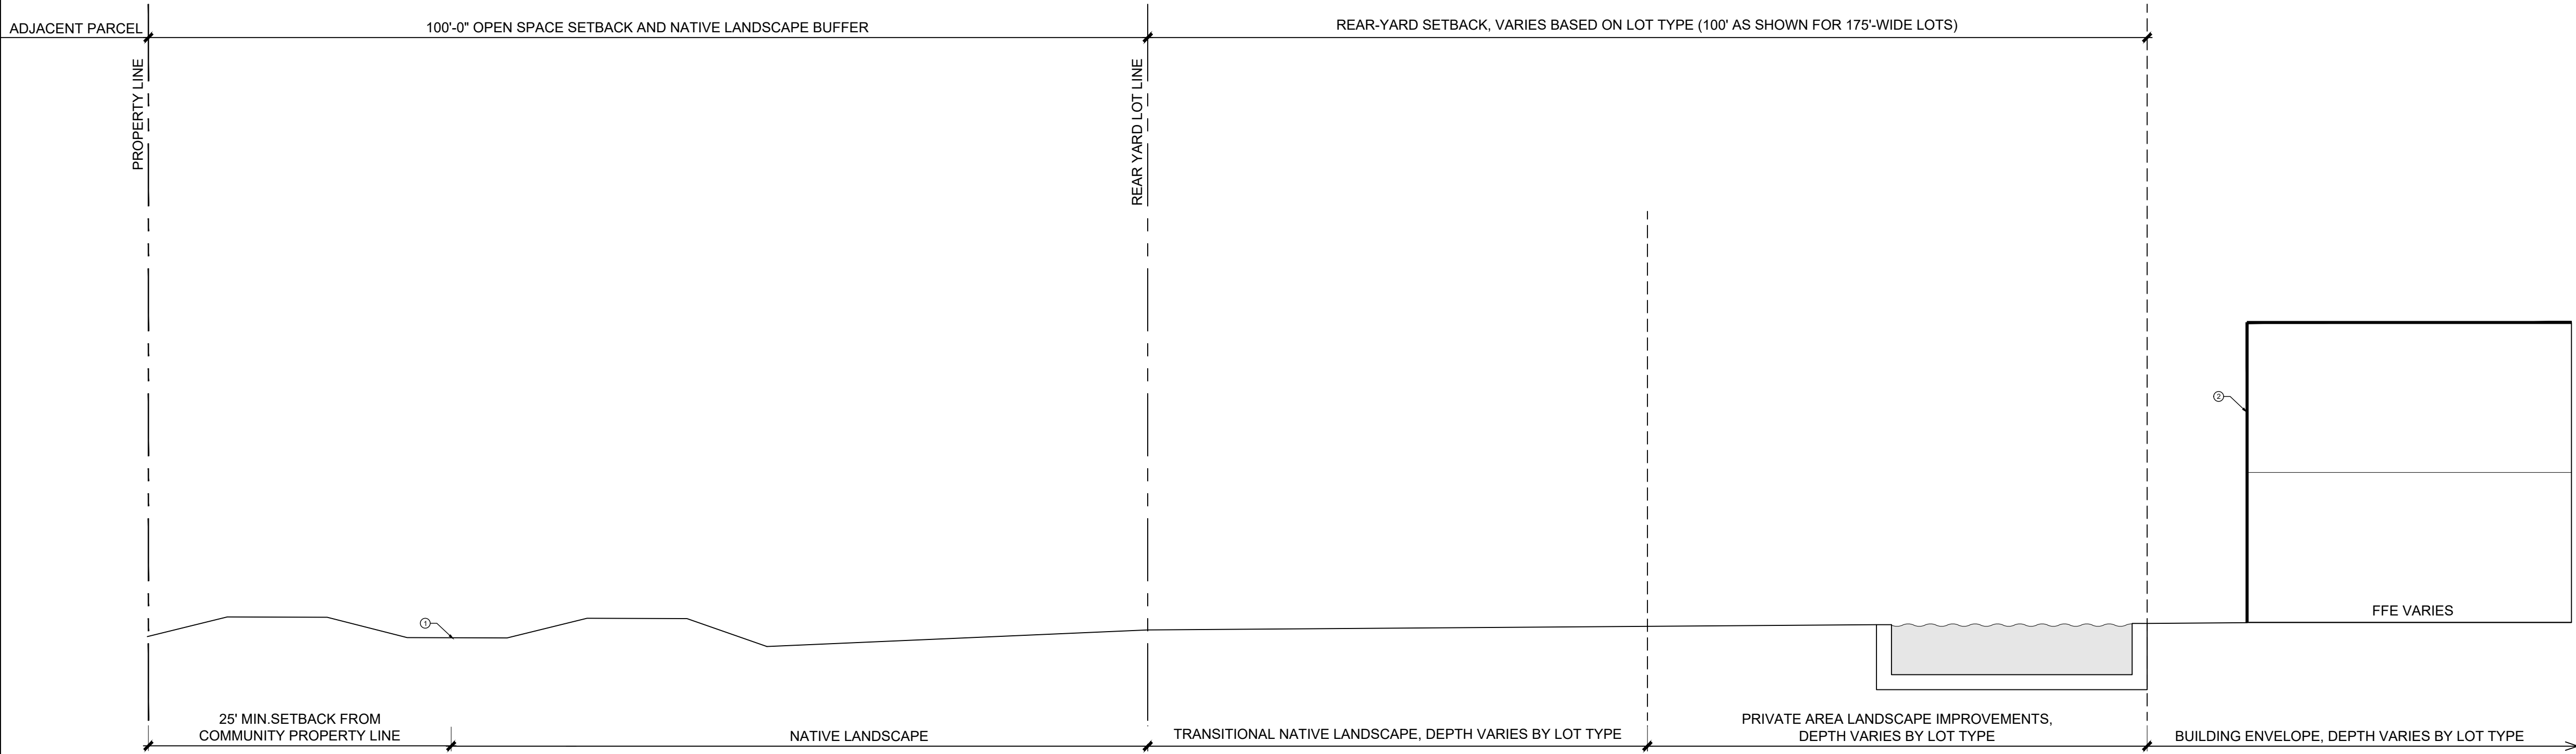 ADJACENT PARCEL
100'-0" OPEN SPACE SETBACK AND NATIVE LANDSCAPE BUFFER
REAR-YARD SETBACK, VARIES BASED ON LOT TYPE (100' AS SHOWN FOR 175'-WIDE LOTS)
PROPERTY LINE
REAR YARD LOT LINE
2
FFE VARIES
1
25' MIN.SETBACK FROM
COMMUNITY PROPERTY LINE
NATIVE LANDSCAPE
TRANSITIONAL NATIVE LANDSCAPE, DEPTH VARIES BY LOT TYPE
PRIVATE AREA LANDSCAPE IMPROVEMENTS,
DEPTH VARIES BY LOT TYPE
BUILDING ENVELOPE, DEPTH VARIES BY LOT TYPE